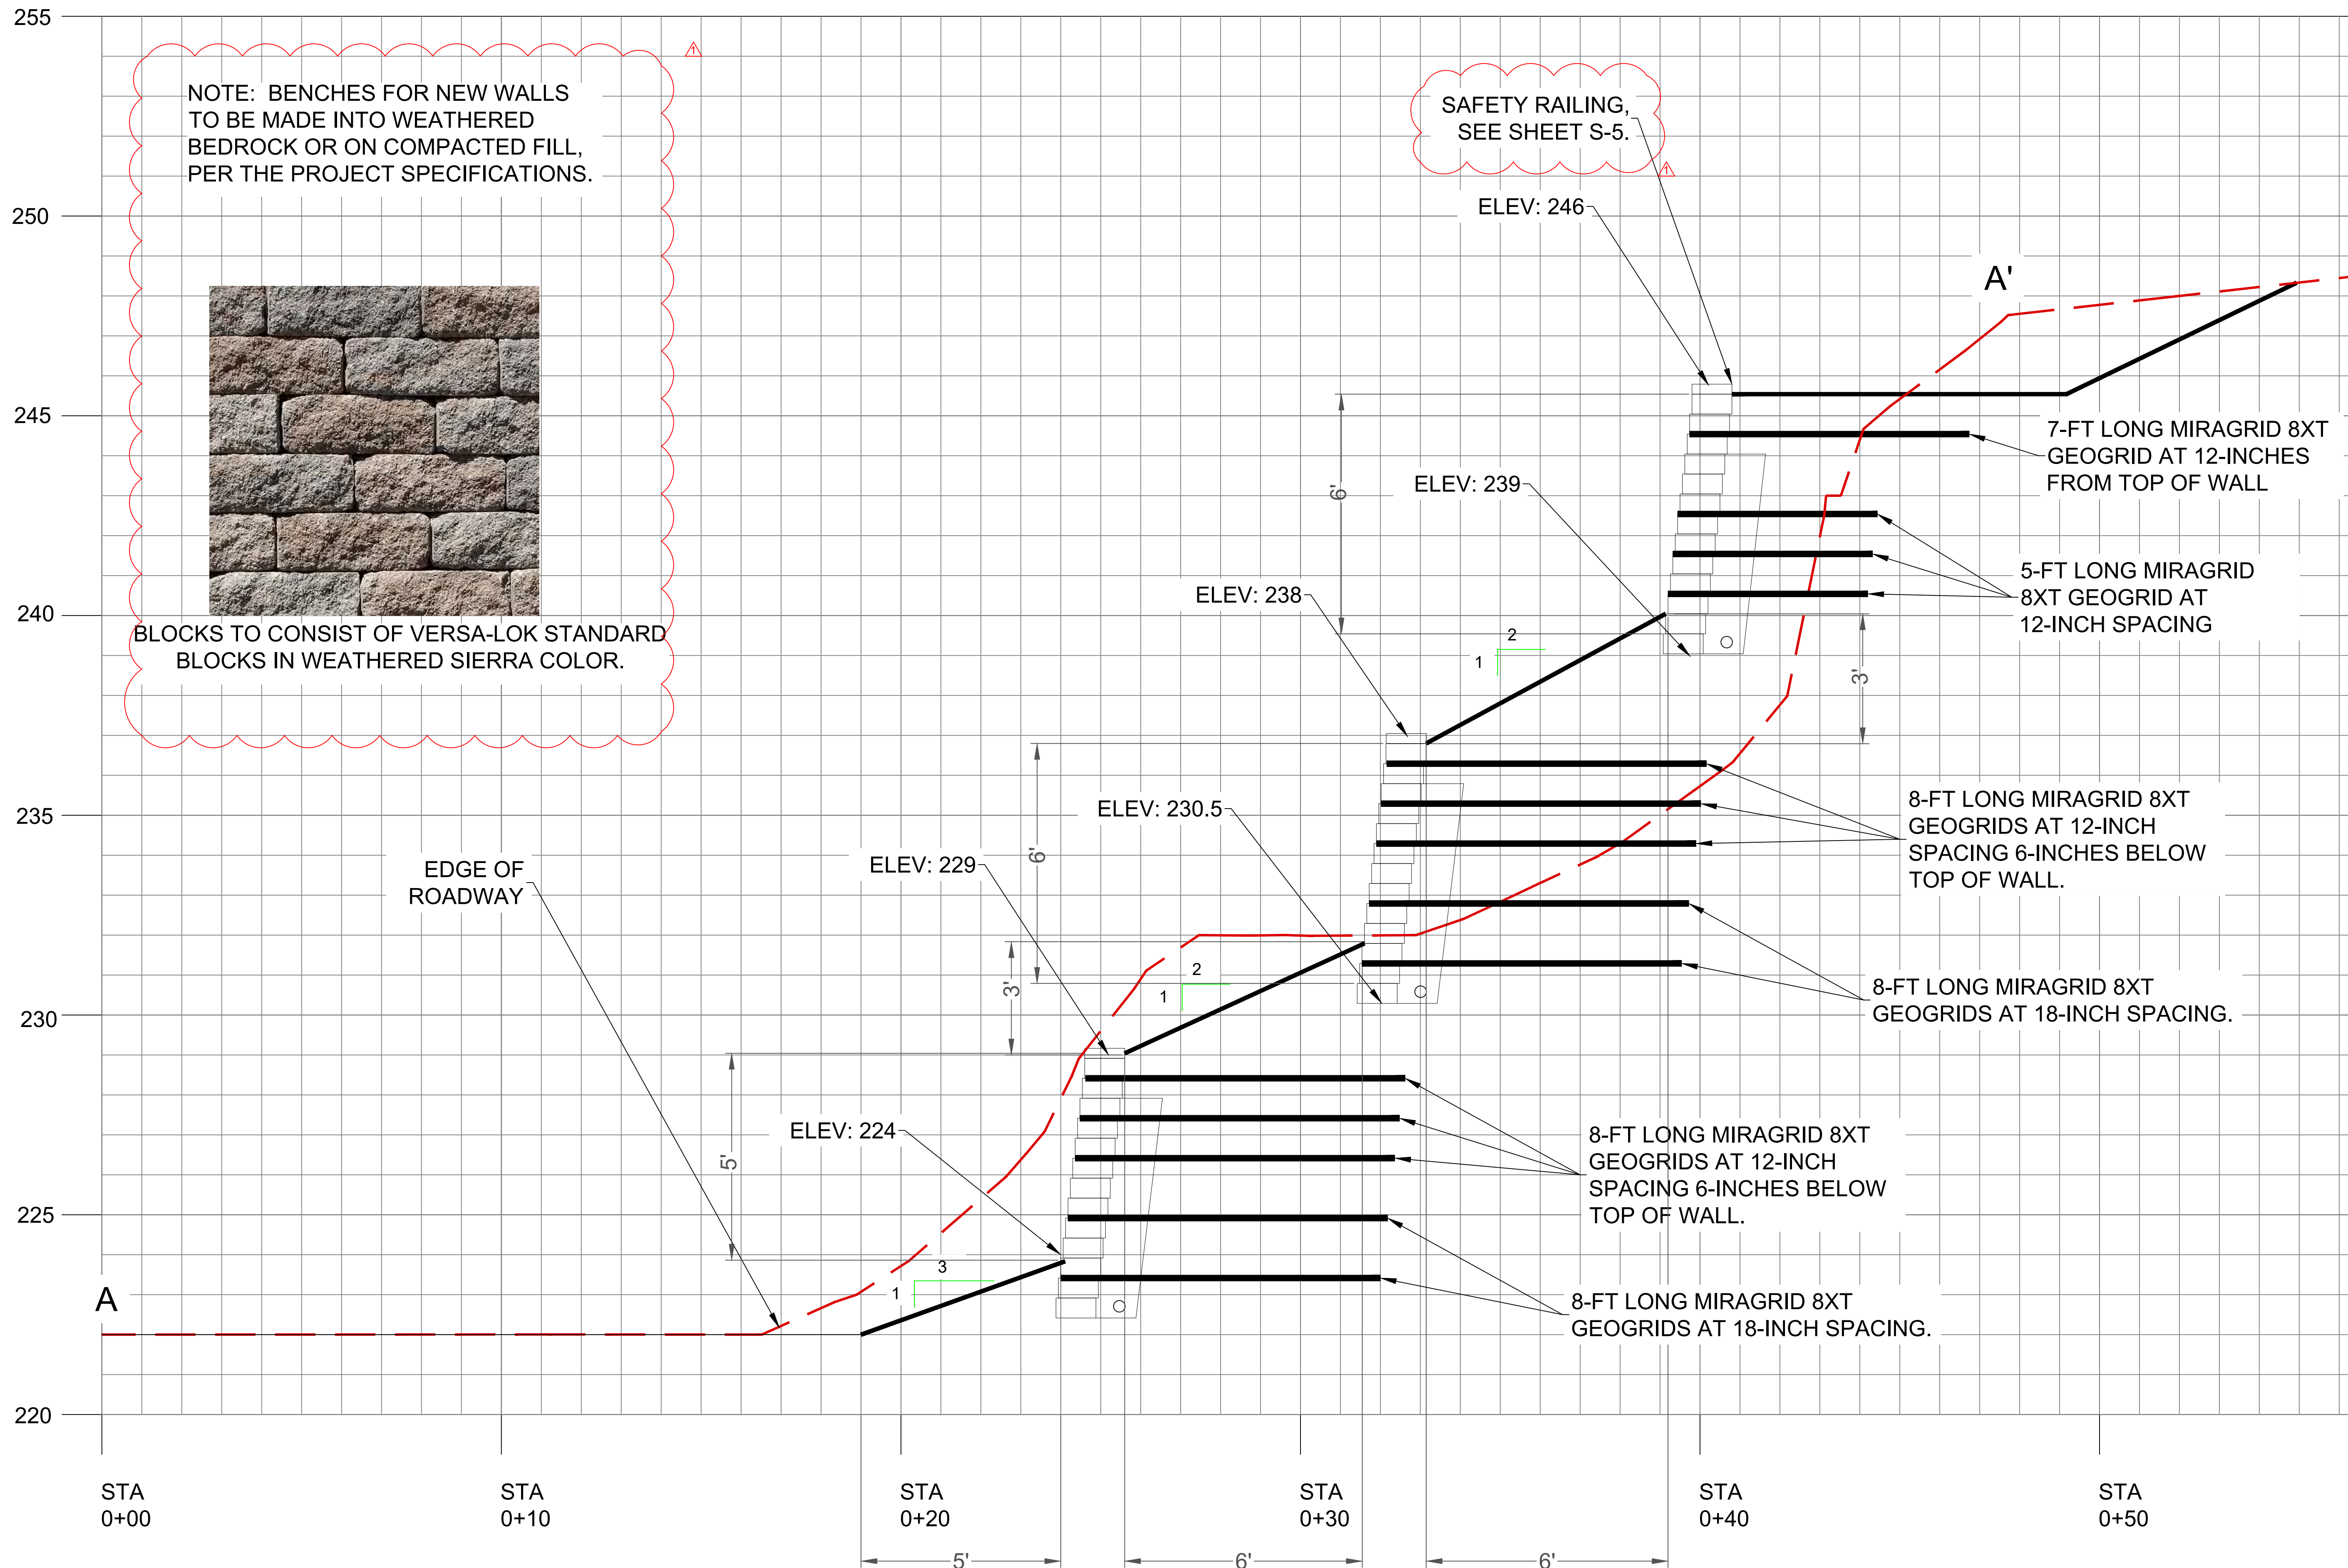 255
250
245
240
235
230
225
220
NOTE: BENCHES FOR NEW WALLS
TO BE MADE INTO WEATHERED
BEDROCK OR ON COMPACTED FILL,
PER THE PROJECT SPECIFICATIONS.
1
BLOCKS TO CONSIST OF VERSA-LOK STANDARD
BLOCKS IN WEATHERED SIERRA COLOR.
SAFETY RAILING,
SEE SHEET S-5.
1
ELEV: 246
A'
7-FT LONG MIRAGRID 8XT
GEOGRID AT 12-INCHES
FROM TOP OF WALL
6'
ELEV: 239
5-FT LONG MIRAGRID
8XT GEOGRID AT
12-INCH SPACING
ELEV: 238
2
1
3'
8-FT LONG MIRAGRID 8XT
GEOGRIDS AT 12-INCH
SPACING 6-INCHES BELOW
TOP OF WALL.
ELEV: 230.5
6'
ELEV: 229
EDGE OF
ROADWAY
2
1
3'
8-FT LONG MIRAGRID 8XT
GEOGRIDS AT 18-INCH SPACING.
ELEV: 224
5'
8-FT LONG MIRAGRID 8XT
GEOGRIDS AT 12-INCH
SPACING 6-INCHES BELOW
TOP OF WALL.
3
1
A
8-FT LONG MIRAGRID 8XT
GEOGRIDS AT 18-INCH SPACING.
STA
0+00
STA
0+10
STA
0+20
STA
0+30
STA
0+40
STA
0+50
5'
6'
6'